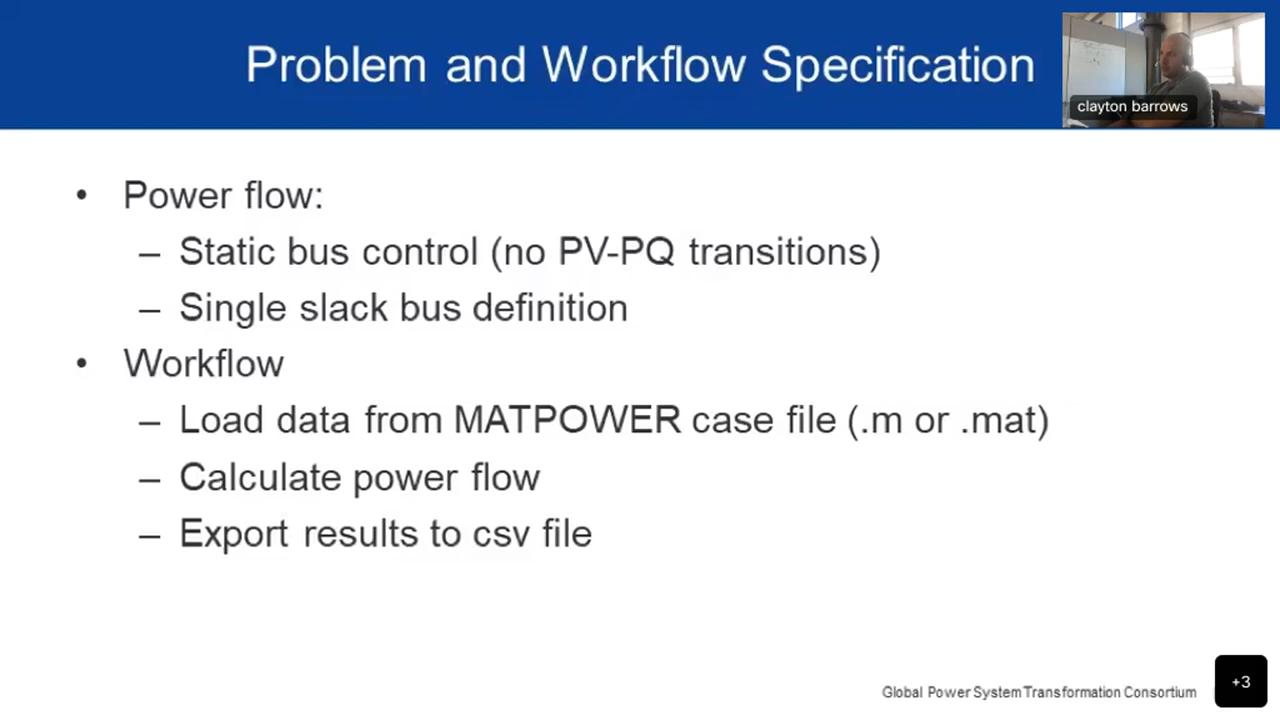 Problem and Workflow Specification
clayton barrows
• Power flow:
– Static bus control (no PV-PQ transitions)
– Single slack bus definition
• Workflow
– Load data from MATPOWER case file (.m or .mat)
– Calculate power flow
– Export results to csv file
Global Power System Transformation Consortium
+3